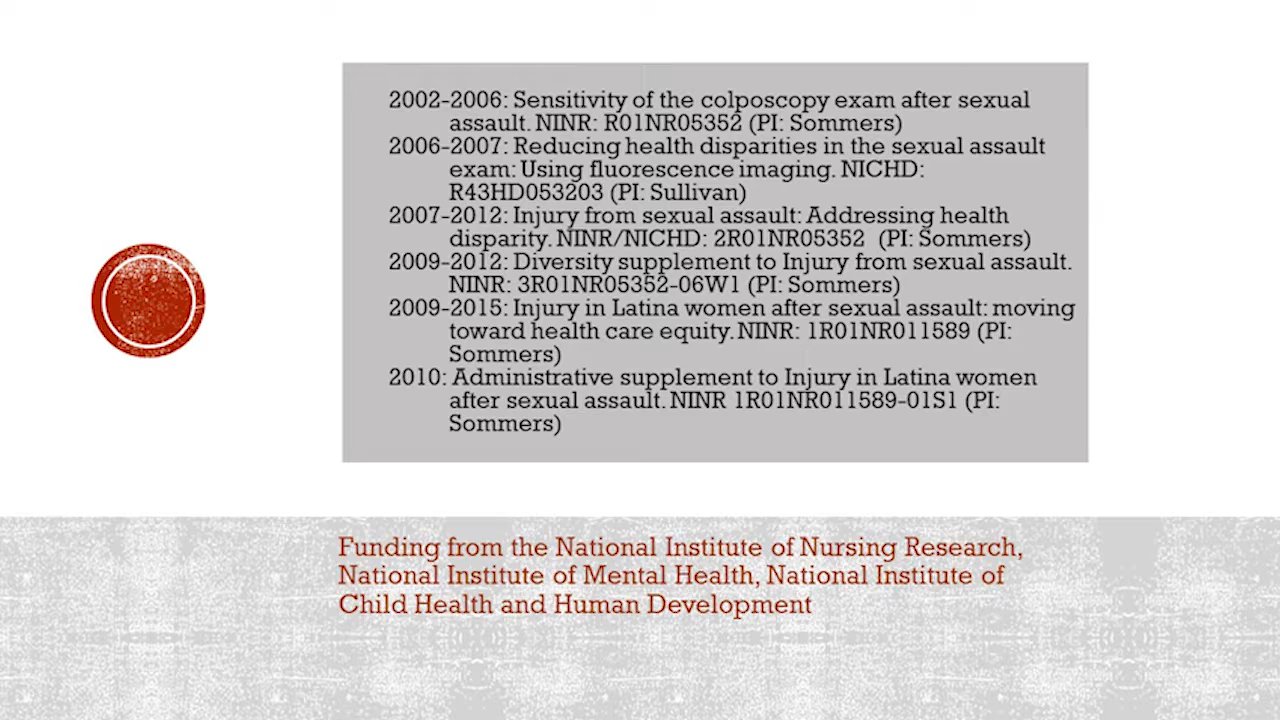 2002-2006: Sensitivity of the colposcopy exam after sexual
assault. NINR: R01NR05352 (PI: Sommers)
2006-2007: Reducing health disparities in the sexual assault
exam: Using fluorescence imaging. NICHD:
R43HD053203 (PI: Sullivan)
2007-2012: Injury from sexual assault: Addressing health
disparity. NINR/NICHD: 2R01NR05352 (PI: Sommers)
2009-2012: Diversity supplement to Injury from sexual assault.
NINR: 3R01NR05352-06W1 (PI: Sommers)
2009-2015: Injury in Latina women after sexual assault: moving
toward health care equity. NINR: 1R01NR011589 (PI:
Sommers)
2010: Administrative supplement to Injury in Latina women
after sexual assault. NINR 1R01NR011589-01S1 (PI:
Sommers)
Funding from the National Institute of Nursing Research,
National Institute of Mental Health, National Institute of
Child Health and Human Development